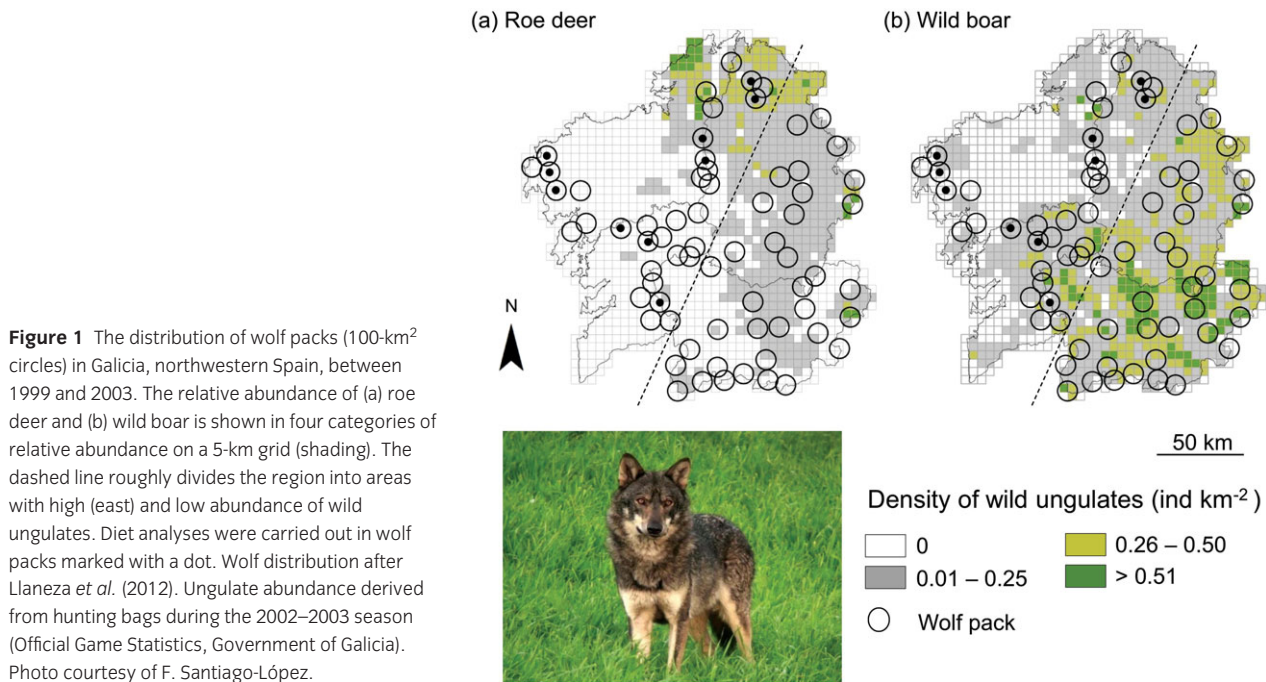 (a) Roe deer
(b) Wild boar
N
Figure 1 The distribution of wolf packs (100-km²
circles) in Galicia, northwestern Spain, between
1999 and 2003. The relative abundance of (a) roe
deer and (b) wild boar is shown in four categories of
relative abundance on a 5-km grid (shading). The
dashed line roughly divides the region into areas
with high (east) and low abundance of wild
ungulates. Diet analyses were carried out in wolf
packs marked with a dot. Wolf distribution after
Llaneza et al. (2012). Ungulate abundance derived
from hunting bags during the 2002–2003 season
(Official Game Statistics, Government of Galicia).
Photo courtesy of F. Santiago-López.
50 km
Density of wild ungulates (ind km⁻²)
0
0.26 – 0.50
0.01 – 0.25
> 0.51
Wolf pack